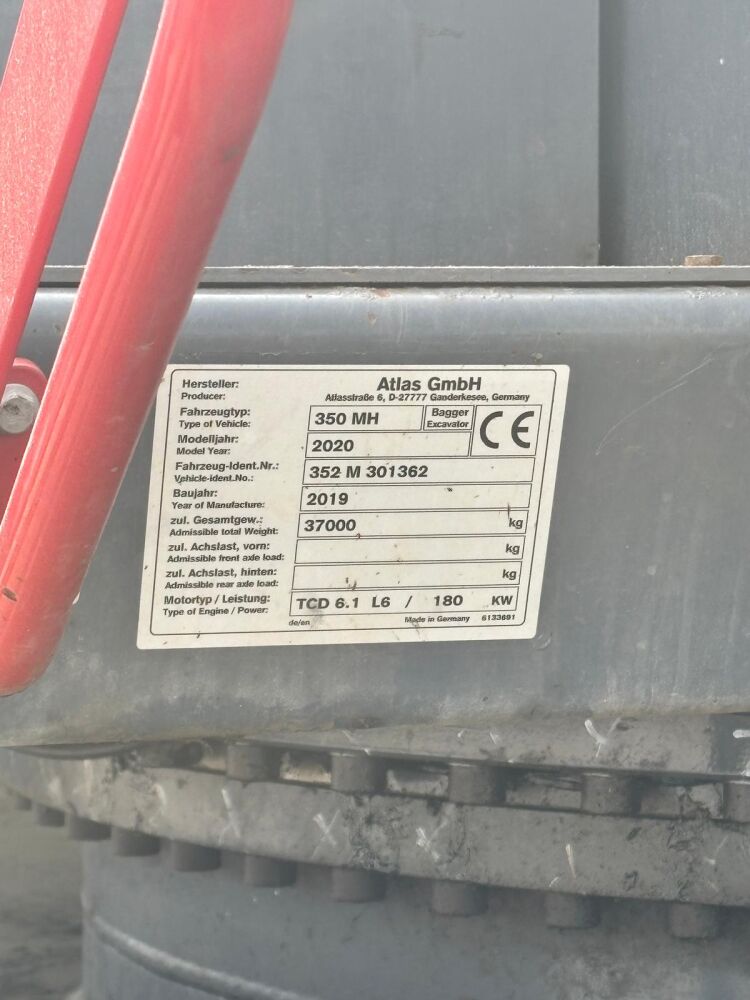 Hersteller: Atlas GmbH
Producer: Atlasstraße 6, D-27777 Ganderkesee, Germany
Fahrzeugtyp: 350 MH Bagger
Type of Vehicle: Excavator
CE
Modelljahr: 2020
Model Year:
Fahrzeug-Ident.Nr.: 352 M 301362
Vehicle-ident.No.:
Baujahr: 2019
Year of Manufacture:
zul. Gesamtgew.: 37000 kg
Admissible total Weight:
zul. Achslast, vorn: kg
Admissible front axle load:
zul. Achslast, hinten: kg
Admissible rear axle load:
Motortyp / Leistung: TCD 6.1 L6 / 180 KW
Type of Engine / Power:
de/en Made in Germany 6133691